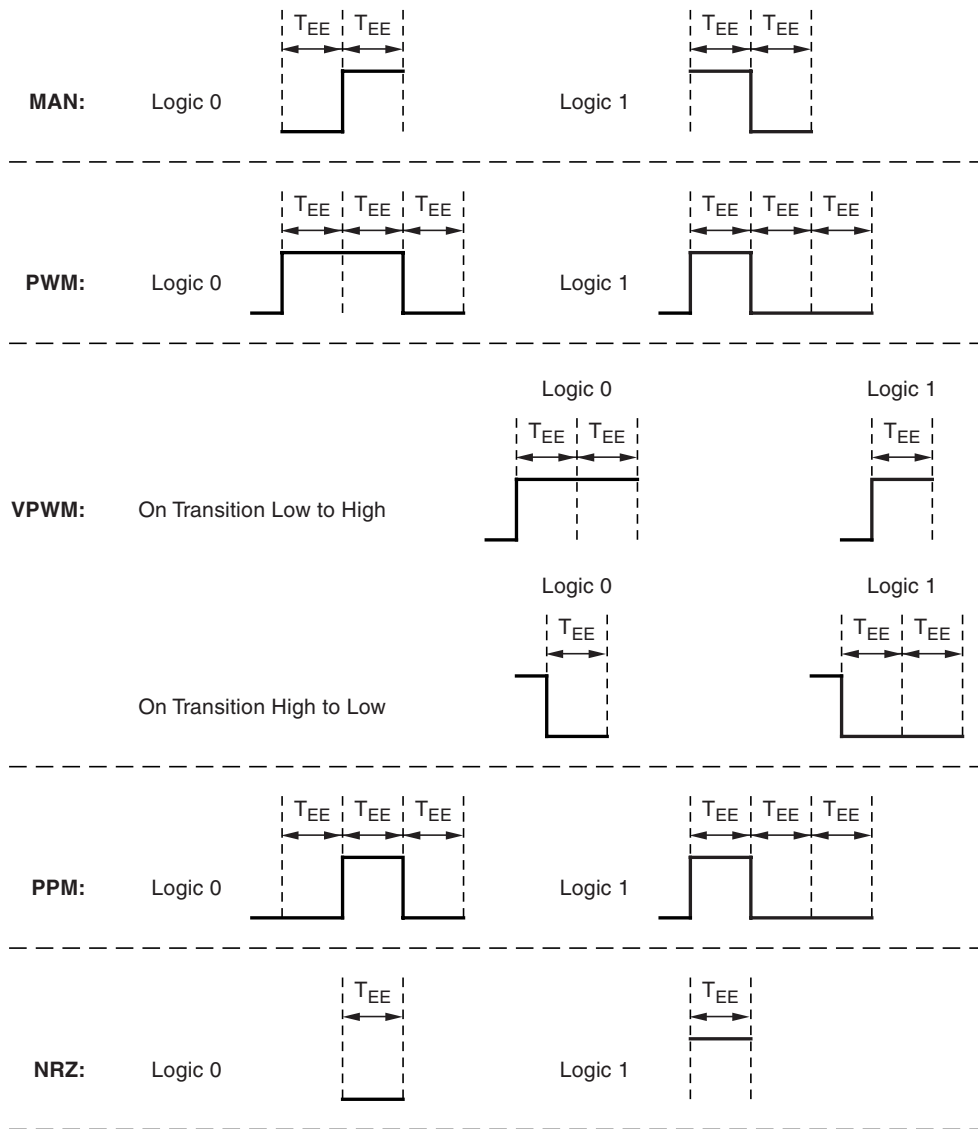 TEE TEE TEE TEE
MAN: Logic 0 Logic 1
TEE TEE TEE TEE TEE TEE
PWM: Logic 0 Logic 1
Logic 0 Logic 1
TEE TEE TEE
VPWM: On Transition Low to High
Logic 0 Logic 1
TEE TEE TEE
On Transition High to Low
TEE TEE TEE TEE TEE TEE
PPM: Logic 0 Logic 1
TEE TEE
NRZ: Logic 0 Logic 1